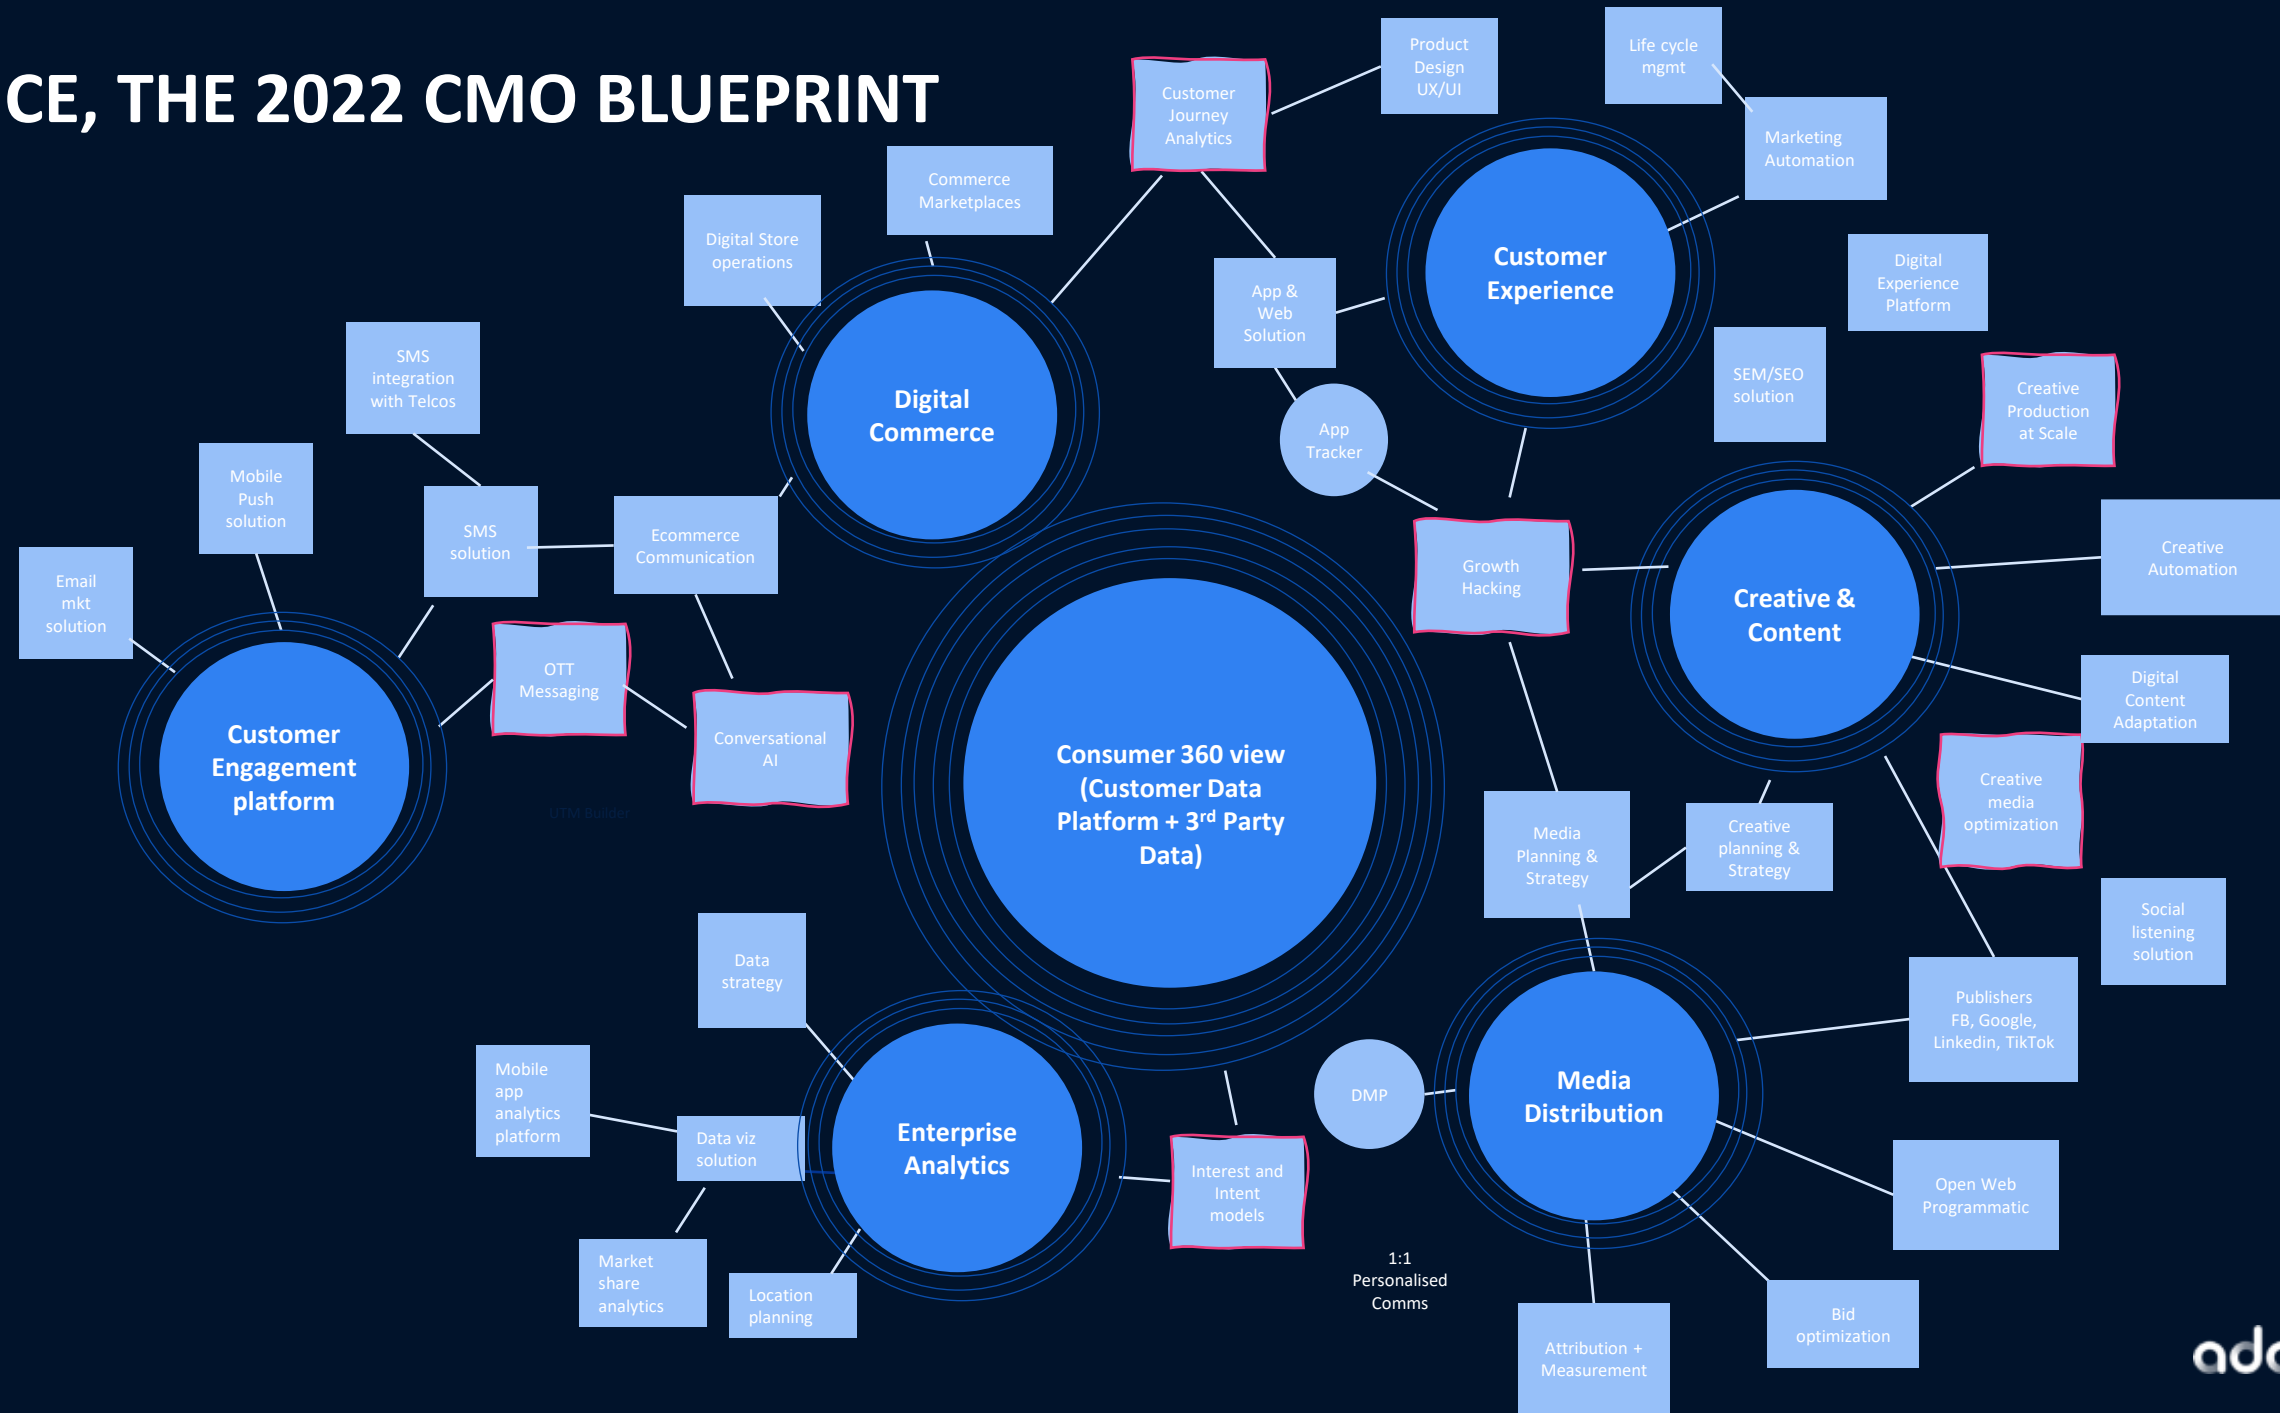 CE, THE 2022 CMO BLUEPRINT
Product
Design
UX/UI
Life cycle
mgmt
Customer
Journey
Analytics
Marketing
Automation
Commerce
Marketplaces
Digital Store
operations
Customer
Experience
Digital
Experience
Platform
App &
Web
Solution
SMS
integration
with Telcos
SEM/SEO
solution
Creative
Production
at Scale
Digital
Commerce
App
Tracker
Mobile
Push
solution
SMS
solution
Ecommerce
Communication
Growth
Hacking
Creative
Automation
Email
mkt
solution
Creative &
Content
OTT
Messaging
Digital
Content
Adaptation
Customer
Engagement
platform
Conversational
AI
UTM Builder
Consumer 360 view
(Customer Data
Platform + 3rd Party
Data)
Creative
media
optimization
Media
Planning &
Strategy
Creative
planning &
Strategy
Social
listening
solution
Data
strategy
Publishers
FB, Google,
Linkedin, TikTok
Mobile
app
analytics
platform
Data viz
solution
Enterprise
Analytics
DMP
Media
Distribution
Interest and
Intent
models
Open Web
Programmatic
Market
share
analytics
Location
planning
1:1
Personalised
Comms
Bid
optimization
Attribution +
Measurement